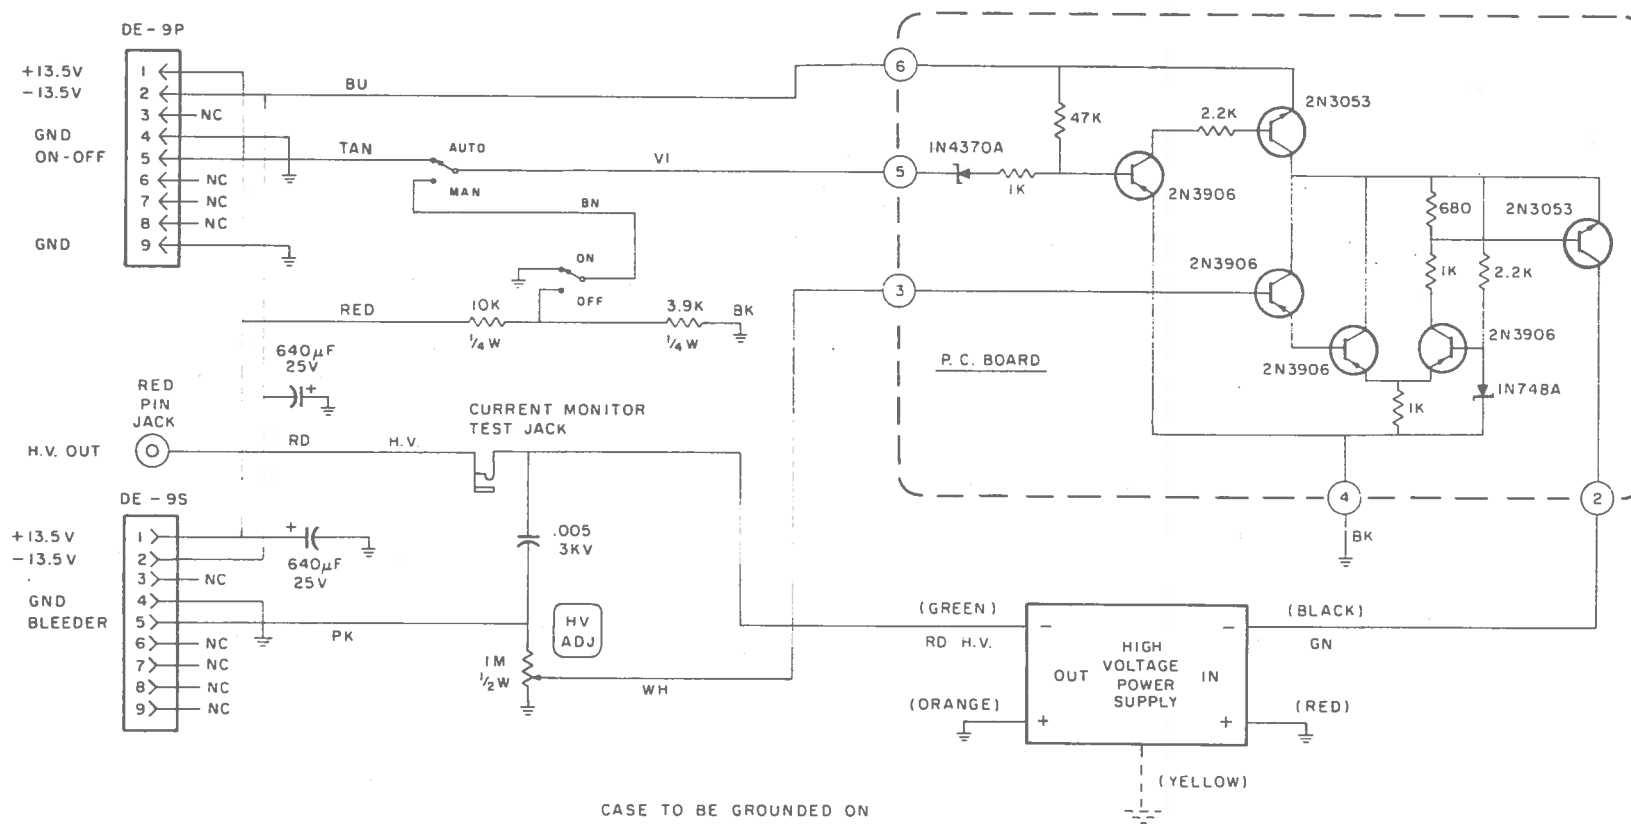 DE-9P
+13.5V 1
-13.5V 2
3 NC
GND 4
ON-OFF 5
6 NC
7 NC
8 NC
GND 9
BU
TAN
AUTO
MAN
VI
BN
ON
OFF
RED
10K
1/4W
3.9K
1/4W
BK
640µF
25V
+
RED
PIN
JACK
H.V. OUT
RD
H.V.
CURRENT MONITOR
TEST JACK
DE-9S
+13.5V 1
-13.5V 2
3 NC
GND 4
BLEEDER 5
6 NC
7 NC
8 NC
9 NC
+
640µF
25V
.005
3KV
PK
HV
ADJ
1M
1/2W
WH
6
5
3
4
2
47K
1N4370A
1K
2N3906
2.2K
2N3053
2N3906
680
1K
2.2K
2N3053
2N3906
2N3906
1N748A
1K
P.C. BOARD
BK
(GREEN)
RD H.V.
(ORANGE)
-
OUT
+
HIGH
VOLTAGE
POWER
SUPPLY
-
IN
+
(BLACK)
GN
(RED)
(YELLOW)
CASE TO BE GROUNDED ON